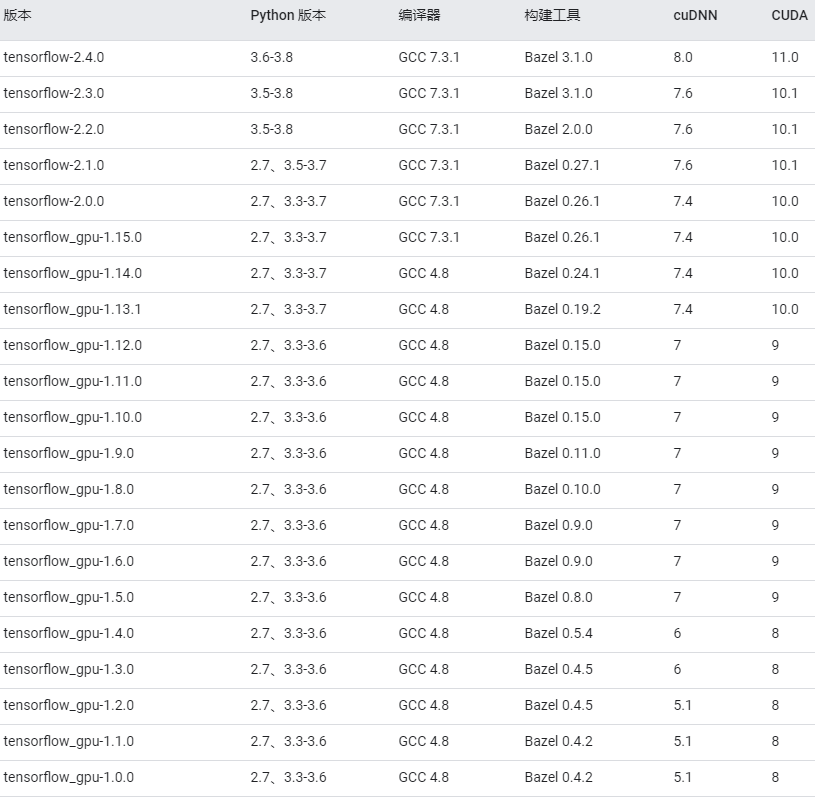 版本 Python 版本 编译器 构建工具 cuDNN CUDA
tensorflow-2.4.0 3.6-3.8 GCC 7.3.1 Bazel 3.1.0 8.0 11.0
tensorflow-2.3.0 3.5-3.8 GCC 7.3.1 Bazel 3.1.0 7.6 10.1
tensorflow-2.2.0 3.5-3.8 GCC 7.3.1 Bazel 2.0.0 7.6 10.1
tensorflow-2.1.0 2.7、3.5-3.7 GCC 7.3.1 Bazel 0.27.1 7.6 10.1
tensorflow-2.0.0 2.7、3.3-3.7 GCC 7.3.1 Bazel 0.26.1 7.4 10.0
tensorflow_gpu-1.15.0 2.7、3.3-3.7 GCC 7.3.1 Bazel 0.26.1 7.4 10.0
tensorflow_gpu-1.14.0 2.7、3.3-3.7 GCC 4.8 Bazel 0.24.1 7.4 10.0
tensorflow_gpu-1.13.1 2.7、3.3-3.7 GCC 4.8 Bazel 0.19.2 7.4 10.0
tensorflow_gpu-1.12.0 2.7、3.3-3.6 GCC 4.8 Bazel 0.15.0 7 9
tensorflow_gpu-1.11.0 2.7、3.3-3.6 GCC 4.8 Bazel 0.15.0 7 9
tensorflow_gpu-1.10.0 2.7、3.3-3.6 GCC 4.8 Bazel 0.15.0 7 9
tensorflow_gpu-1.9.0 2.7、3.3-3.6 GCC 4.8 Bazel 0.11.0 7 9
tensorflow_gpu-1.8.0 2.7、3.3-3.6 GCC 4.8 Bazel 0.10.0 7 9
tensorflow_gpu-1.7.0 2.7、3.3-3.6 GCC 4.8 Bazel 0.9.0 7 9
tensorflow_gpu-1.6.0 2.7、3.3-3.6 GCC 4.8 Bazel 0.9.0 7 9
tensorflow_gpu-1.5.0 2.7、3.3-3.6 GCC 4.8 Bazel 0.8.0 7 9
tensorflow_gpu-1.4.0 2.7、3.3-3.6 GCC 4.8 Bazel 0.5.4 6 8
tensorflow_gpu-1.3.0 2.7、3.3-3.6 GCC 4.8 Bazel 0.4.5 6 8
tensorflow_gpu-1.2.0 2.7、3.3-3.6 GCC 4.8 Bazel 0.4.5 5.1 8
tensorflow_gpu-1.1.0 2.7、3.3-3.6 GCC 4.8 Bazel 0.4.2 5.1 8
tensorflow_gpu-1.0.0 2.7、3.3-3.6 GCC 4.8 Bazel 0.4.2 5.1 8